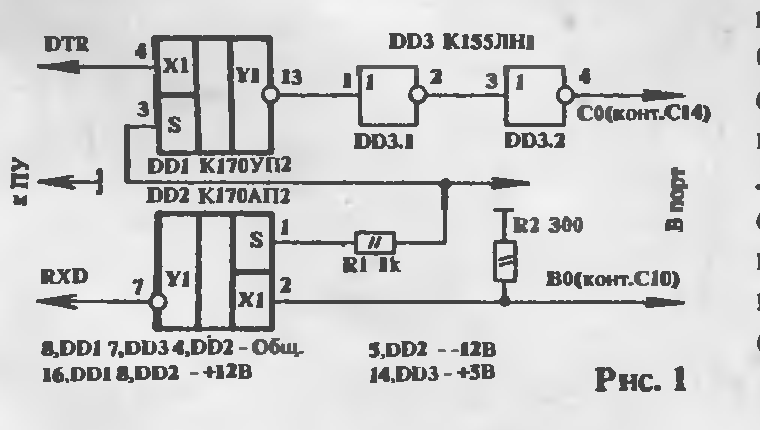 DTR
4
X1
Y1
13
3
S
DD1 К170УП2
DD3 К155ЛН1
1
1
2
DD3.1
3
1
4
DD3.2
C0(конт.C14)
к ПУ
DD2 К170АП2
В порт
S
1
R1 1k
R2 300
RXD
7
Y1
X1
2
B0(конт.C10)
8,DD1 7,DD3 4,DD2 - Общ.
16,DD1 8,DD2 - +12В
5,DD2 - -12В
14,DD3 - +5В
Рис. 1